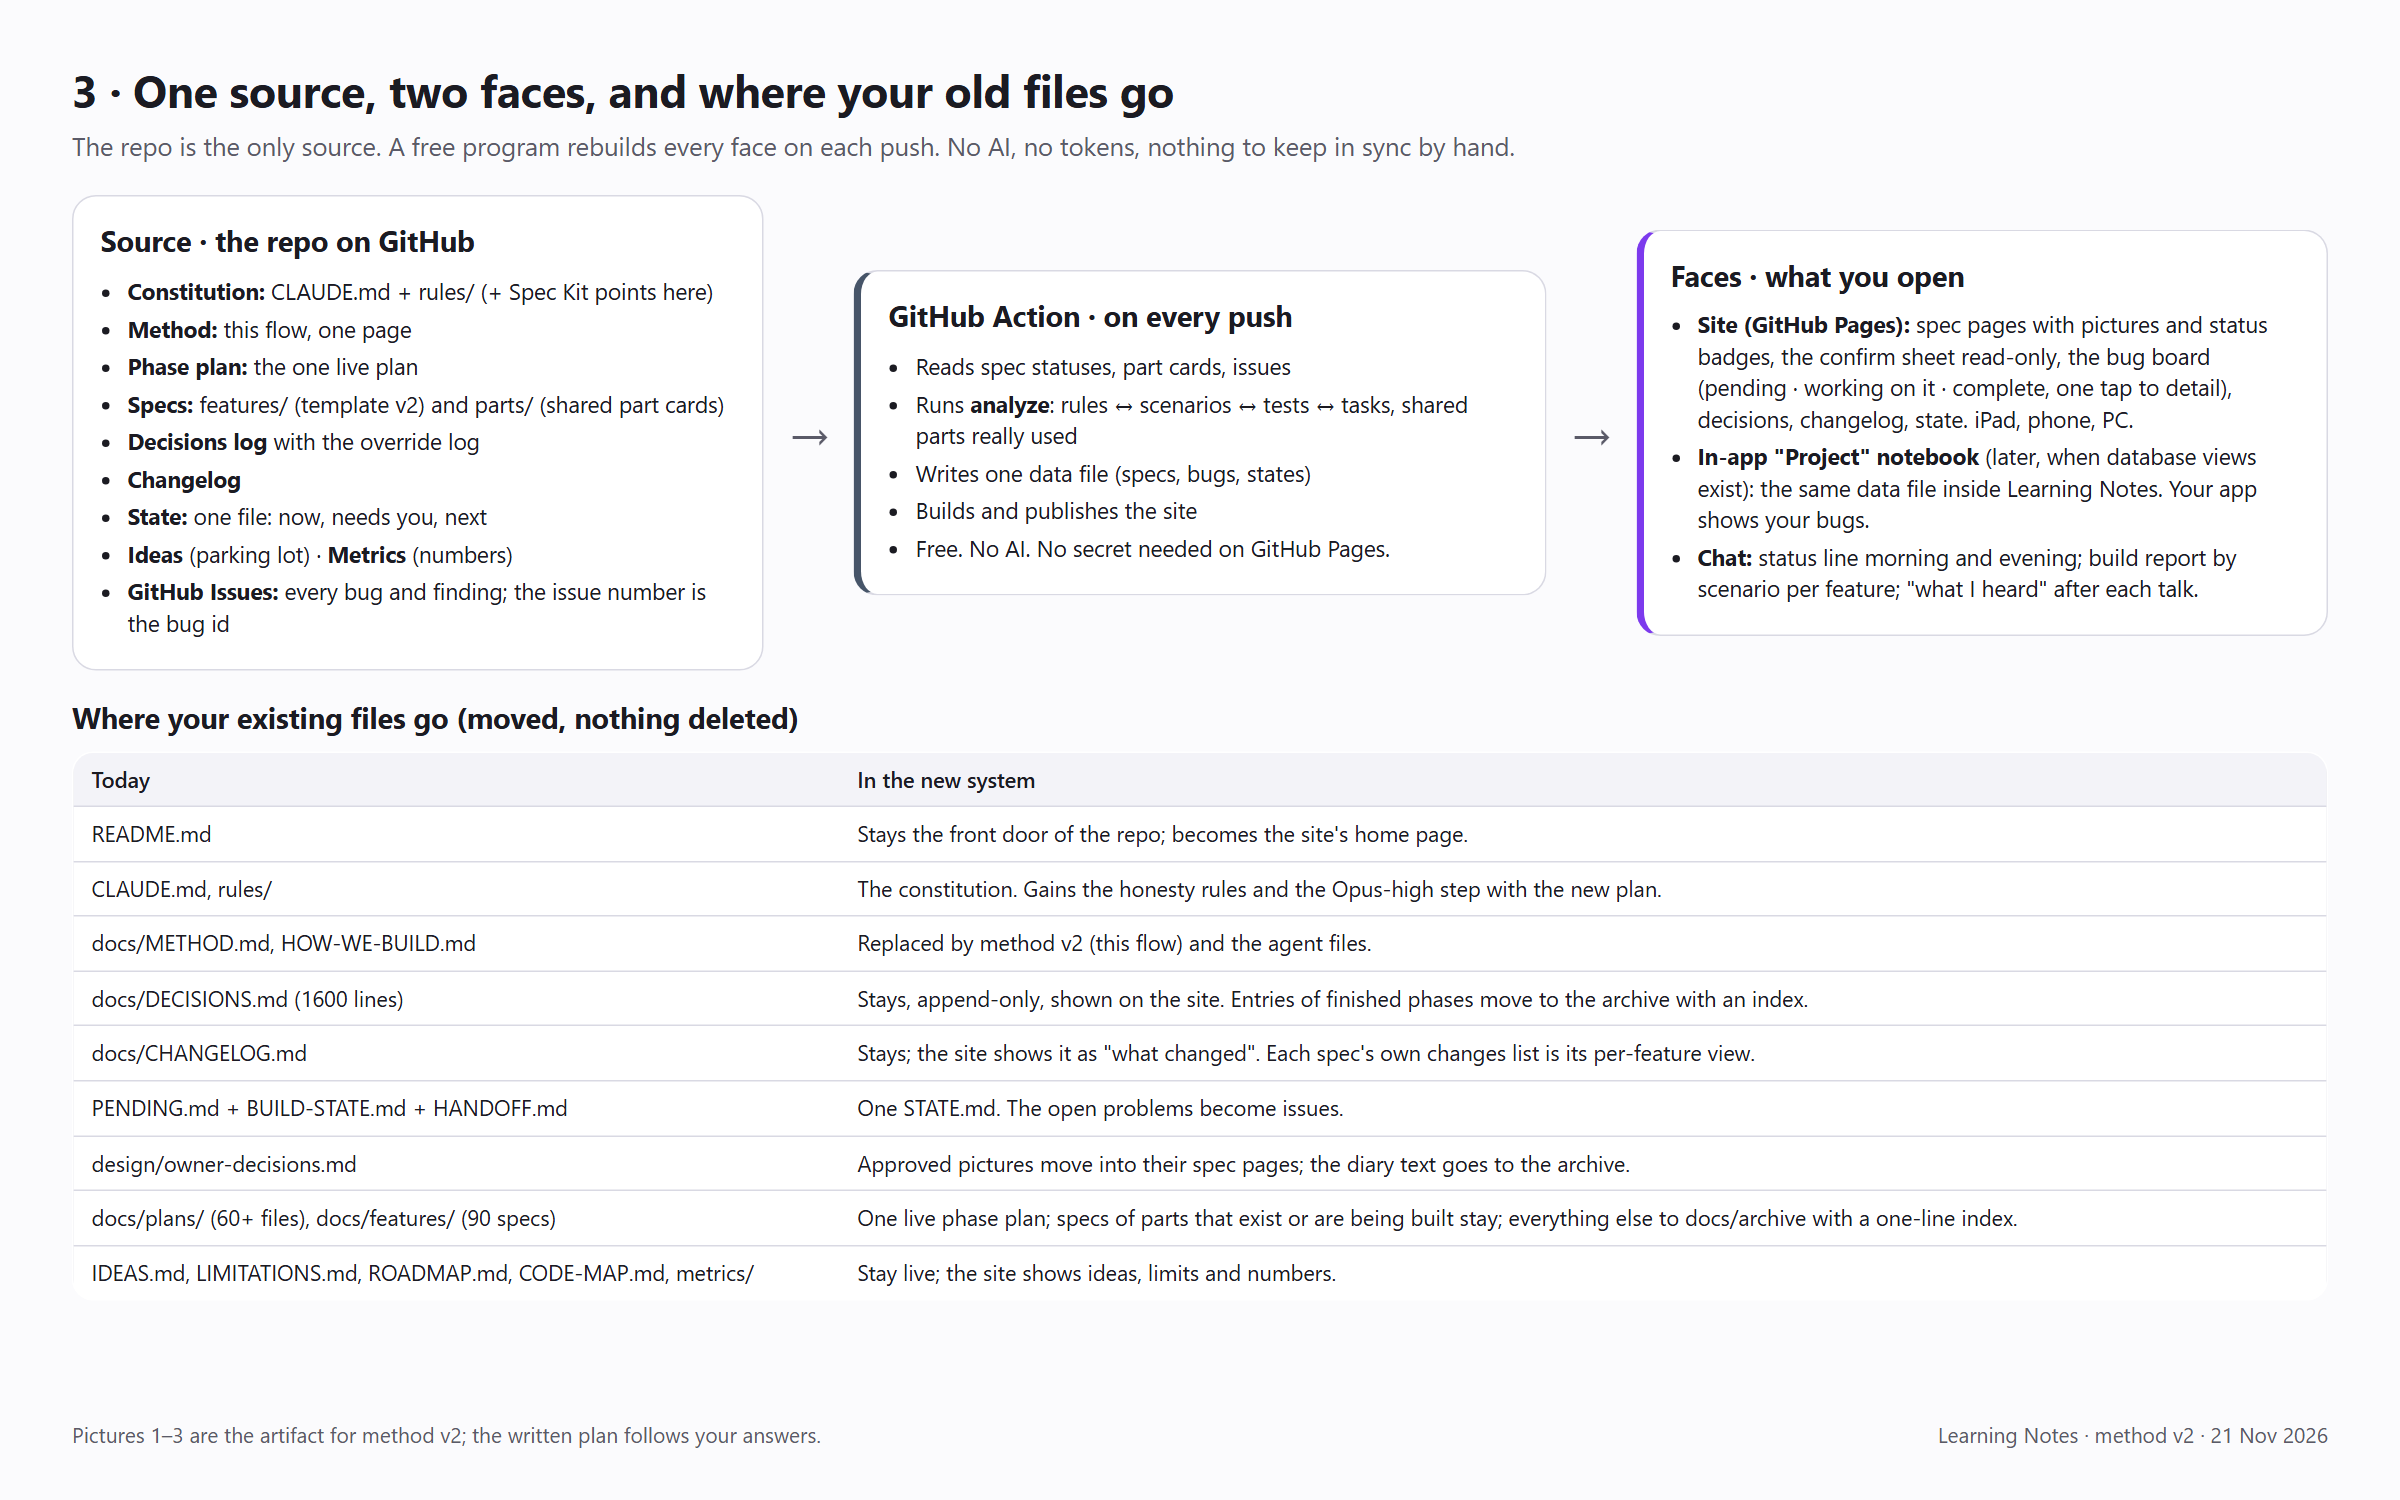 3 · One source, two faces, and where your old files go
The repo is the only source. A free program rebuilds every face on each push. No AI, no tokens, nothing to keep in sync by hand.
Source · the repo on GitHub
• Constitution: CLAUDE.md + rules/ (+ Spec Kit points here)
• Method: this flow, one page
• Phase plan: the one live plan
• Specs: features/ (template v2) and parts/ (shared part cards)
• Decisions log with the override log
• Changelog
• State: one file: now, needs you, next
• Ideas (parking lot) · Metrics (numbers)
• GitHub Issues: every bug and finding; the issue number is
the bug id
→
GitHub Action · on every push
• Reads spec statuses, part cards, issues
• Runs analyze: rules ↔ scenarios ↔ tests ↔ tasks, shared
parts really used
• Writes one data file (specs, bugs, states)
• Builds and publishes the site
• Free. No AI. No secret needed on GitHub Pages.
→
Faces · what you open
• Site (GitHub Pages): spec pages with pictures and status
badges, the confirm sheet read-only, the bug board
(pending · working on it · complete, one tap to detail),
decisions, changelog, state. iPad, phone, PC.
• In-app "Project" notebook (later, when database views
exist): the same data file inside Learning Notes. Your app
shows your bugs.
• Chat: status line morning and evening; build report by
scenario per feature; "what I heard" after each talk.
Where your existing files go (moved, nothing deleted)
Today In the new system
README.md Stays the front door of the repo; becomes the site's home page.
CLAUDE.md, rules/ The constitution. Gains the honesty rules and the Opus-high step with the new plan.
docs/METHOD.md, HOW-WE-BUILD.md Replaced by method v2 (this flow) and the agent files.
docs/DECISIONS.md (1600 lines) Stays, append-only, shown on the site. Entries of finished phases move to the archive with an index.
docs/CHANGELOG.md Stays; the site shows it as "what changed". Each spec's own changes list is its per-feature view.
PENDING.md + BUILD-STATE.md + HANDOFF.md One STATE.md. The open problems become issues.
design/owner-decisions.md Approved pictures move into their spec pages; the diary text goes to the archive.
docs/plans/ (60+ files), docs/features/ (90 specs) One live phase plan; specs of parts that exist or are being built stay; everything else to docs/archive with a one-line index.
IDEAS.md, LIMITATIONS.md, ROADMAP.md, CODE-MAP.md, metrics/ Stay live; the site shows ideas, limits and numbers.
Pictures 1–3 are the artifact for method v2; the written plan follows your answers.
Learning Notes · method v2 · 21 Nov 2026